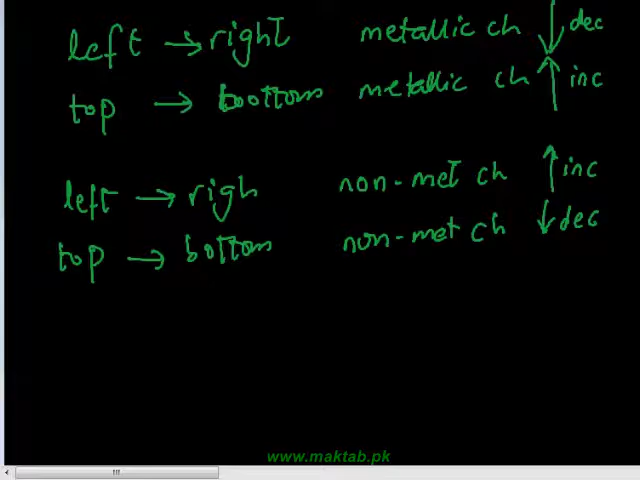 left → right metallic ch ↓ dec
top → bottom metallic ch ↑ inc
left → righ non-met ch ↑ inc
top → bottom non-met ch ↓ dec
www.maktab.pk